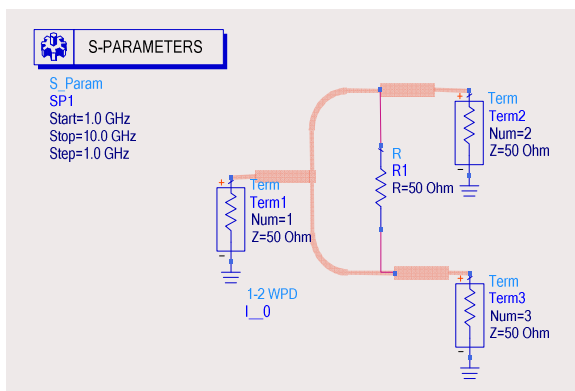 S-PARAMETERS
S_Param
SP1
Start=1.0 GHz
Stop=10.0 GHz
Step=1.0 GHz
+
Term
Term2
Num=2
Z=50 Ohm
-
R
R1
R=50 Ohm
+
Term
Term1
Num=1
Z=50 Ohm
-
1-2 WPD
I__0
+
Term
Term3
Num=3
Z=50 Ohm
-